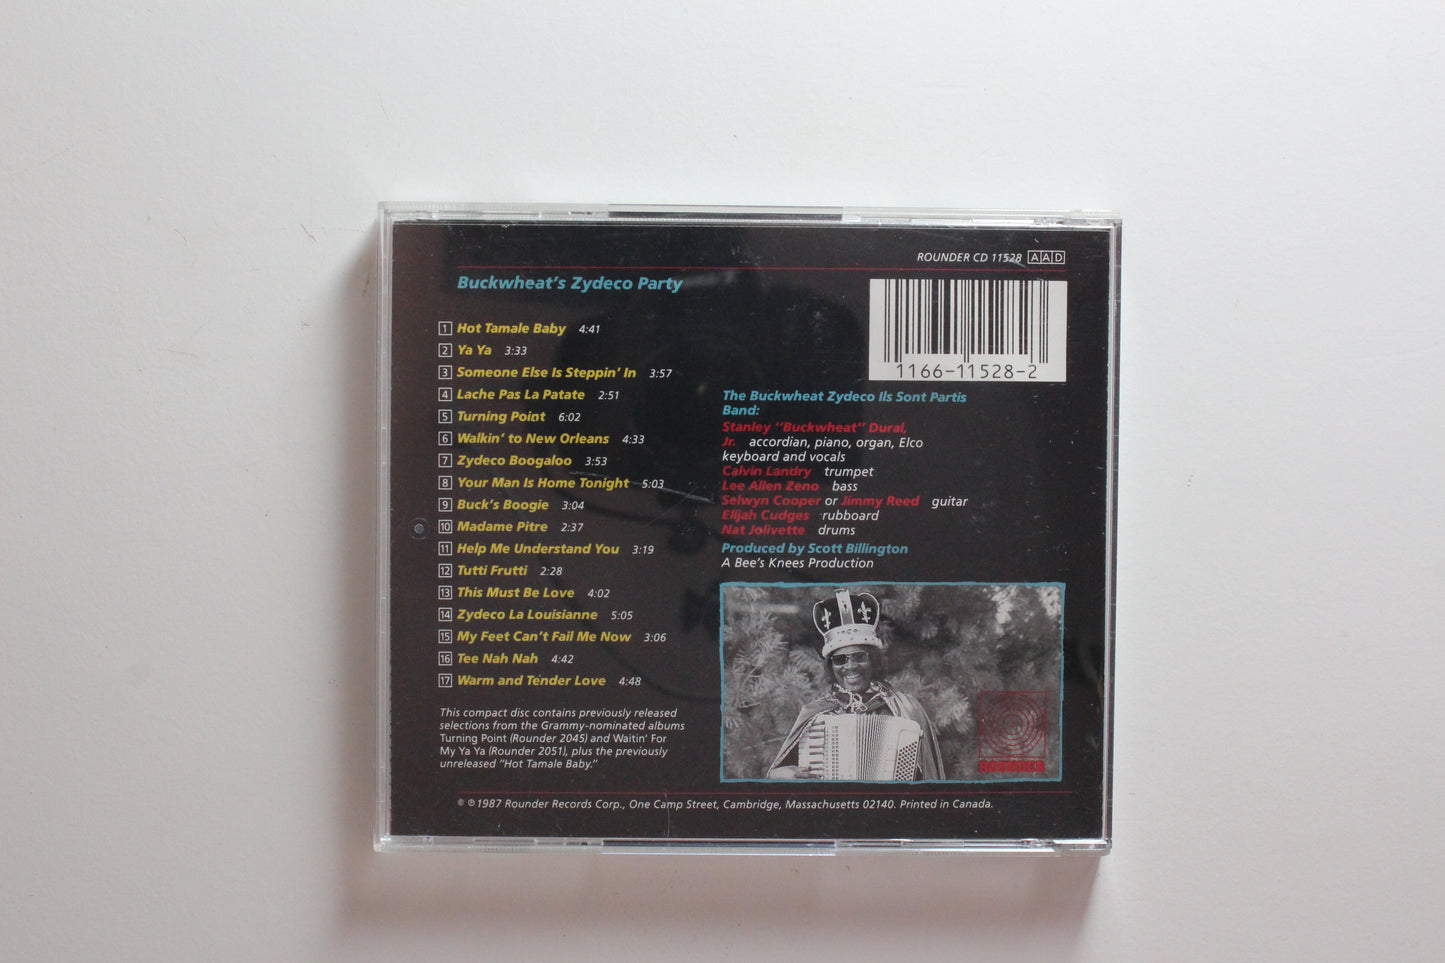 ROUNDER CD 11528 AAD
Buckwheat's Zydeco Party
1 Hot Tamale Baby 4:41
2 Ya Ya 3:33
3 Someone Else Is Steppin' In 3:57
4 Lache Pas La Patate 2:51
5 Turning Point 6:02
6 Walkin' to New Orleans 4:33
7 Zydeco Boogaloo 3:53
8 Your Man Is Home Tonight 5:03
9 Buck's Boogie 3:04
10 Madame Pitre 2:37
11 Help Me Understand You 3:19
12 Tutti Frutti 2:28
13 This Must Be Love 4:02
14 Zydeco La Louisianne 5:05
15 My Feet Can't Fail Me Now 3:06
16 Tee Nah Nah 4:42
17 Warm and Tender Love 4:48
This compact disc contains previously released
selections from the Grammy-nominated albums
Turning Point (Rounder 2045) and Waitin' For
My Ya Ya (Rounder 2051), plus the previously
unreleased "Hot Tamale Baby."
1166-11528-2
The Buckwheat Zydeco Ils Sont Partis
Band:
Stanley "Buckwheat" Dural,
Jr. accordian, piano, organ, Elco
keyboard and vocals
Calvin Landry trumpet
Lee Allen Zeno bass
Selwyn Cooper or Jimmy Reed guitar
Elijah Cudges rubboard
Nat Jolivette drums
Produced by Scott Billington
A Bee's Knees Production
ROUNDER
© ℗ 1987 Rounder Records Corp., One Camp Street, Cambridge, Massachusetts 02140. Printed in Canada.